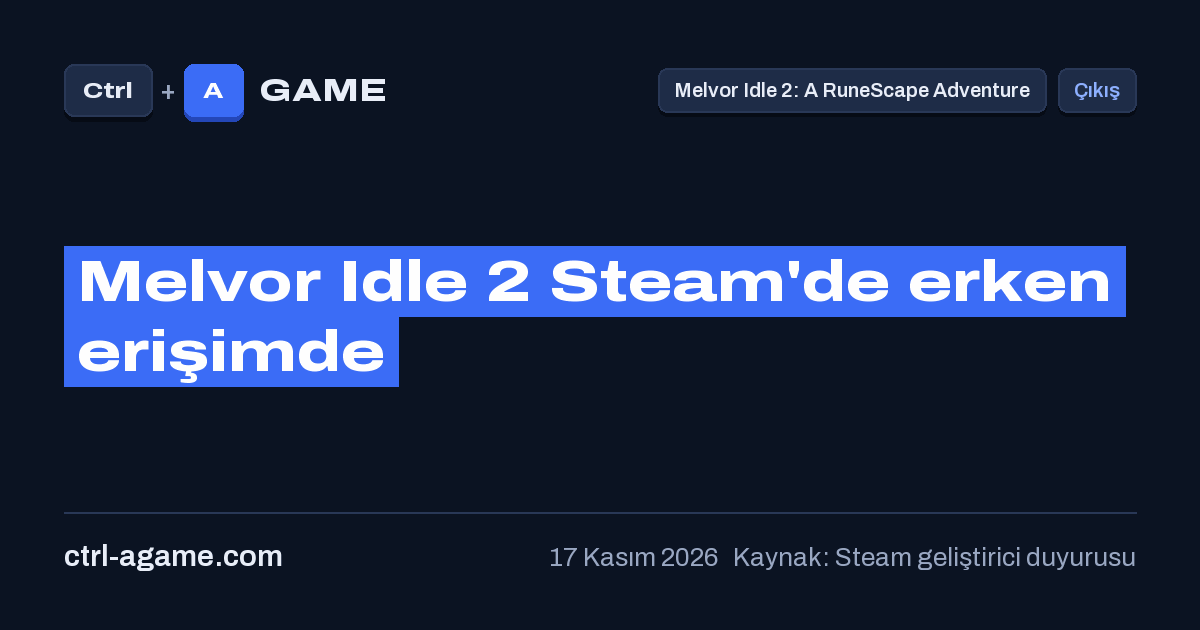 Ctrl + A GAME
Melvor Idle 2: A RuneScape Adventure
Çıkış
Melvor Idle 2 Steam'de erken
erişimde
ctrl-agame.com
17 Kasım 2026 Kaynak: Steam geliştirici duyurusu